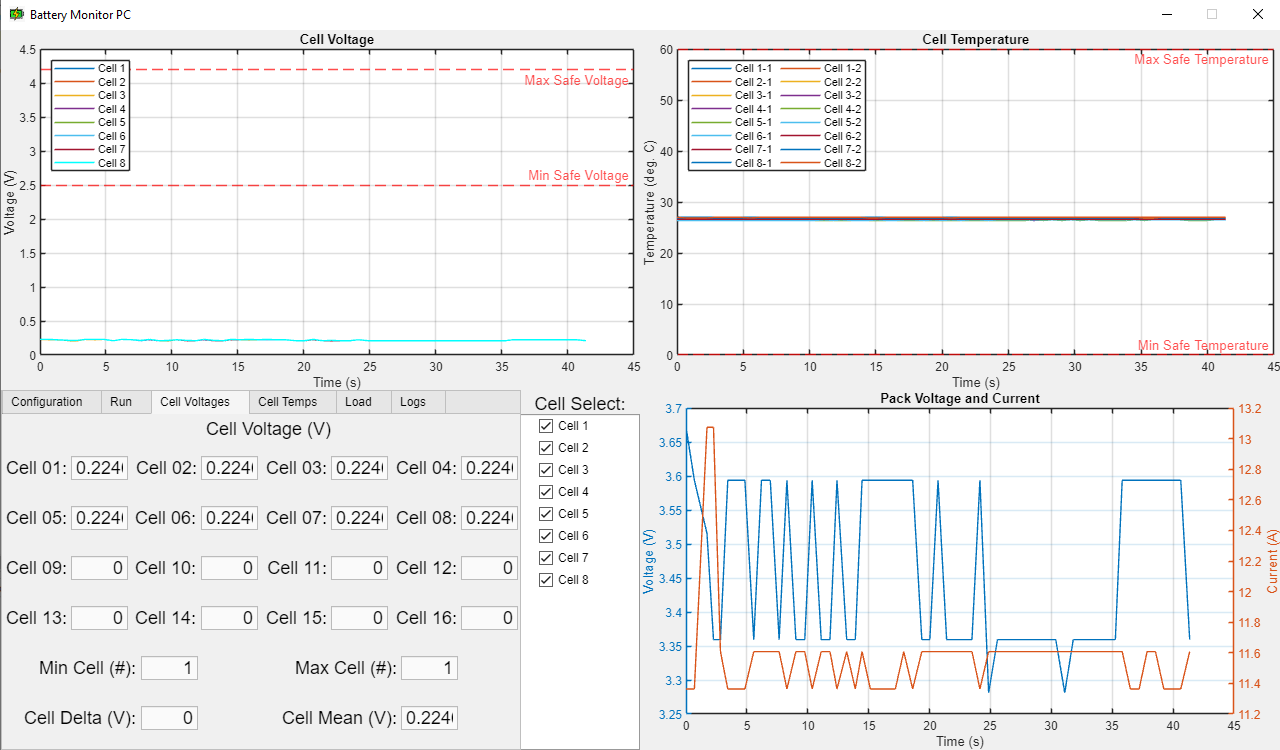 Battery Monitor PC
Cell Voltage
4.5
4
3.5
3
2.5
2
1.5
1
0.5
0
Voltage (V)
Cell 1
Cell 2
Cell 3
Cell 4
Cell 5
Cell 6
Cell 7
Cell 8
Max Safe Voltage
Min Safe Voltage
0 5 10 15 20 25 30 35 40 45
Time (s)
Cell Temperature
60
50
40
30
20
10
0
Temperature (deg. C)
Cell 1-1 Cell 1-2
Cell 2-1 Cell 2-2
Cell 3-1 Cell 3-2
Cell 4-1 Cell 4-2
Cell 5-1 Cell 5-2
Cell 6-1 Cell 6-2
Cell 7-1 Cell 7-2
Cell 8-1 Cell 8-2
Max Safe Temperature
Min Safe Temperature
0 5 10 15 20 25 30 35 40 45
Time (s)
Configuration Run Cell Voltages Cell Temps Load Logs
Cell Voltage (V)
Cell 01: 0.224 Cell 02: 0.224 Cell 03: 0.224 Cell 04: 0.224
Cell 05: 0.224 Cell 06: 0.224 Cell 07: 0.224 Cell 08: 0.224
Cell 09: 0 Cell 10: 0 Cell 11: 0 Cell 12: 0
Cell 13: 0 Cell 14: 0 Cell 15: 0 Cell 16: 0
Min Cell (#): 1 Max Cell (#): 1
Cell Delta (V): 0 Cell Mean (V): 0.224
Cell Select:
Cell 1
Cell 2
Cell 3
Cell 4
Cell 5
Cell 6
Cell 7
Cell 8
Pack Voltage and Current
3.7
3.65
3.6
3.55
3.5
3.45
3.4
3.35
3.3
3.25
Voltage (V)
13.2
13
12.8
12.6
12.4
12.2
12
11.8
11.6
11.4
11.2
Current (A)
0 5 10 15 20 25 30 35 40 45
Time (s)